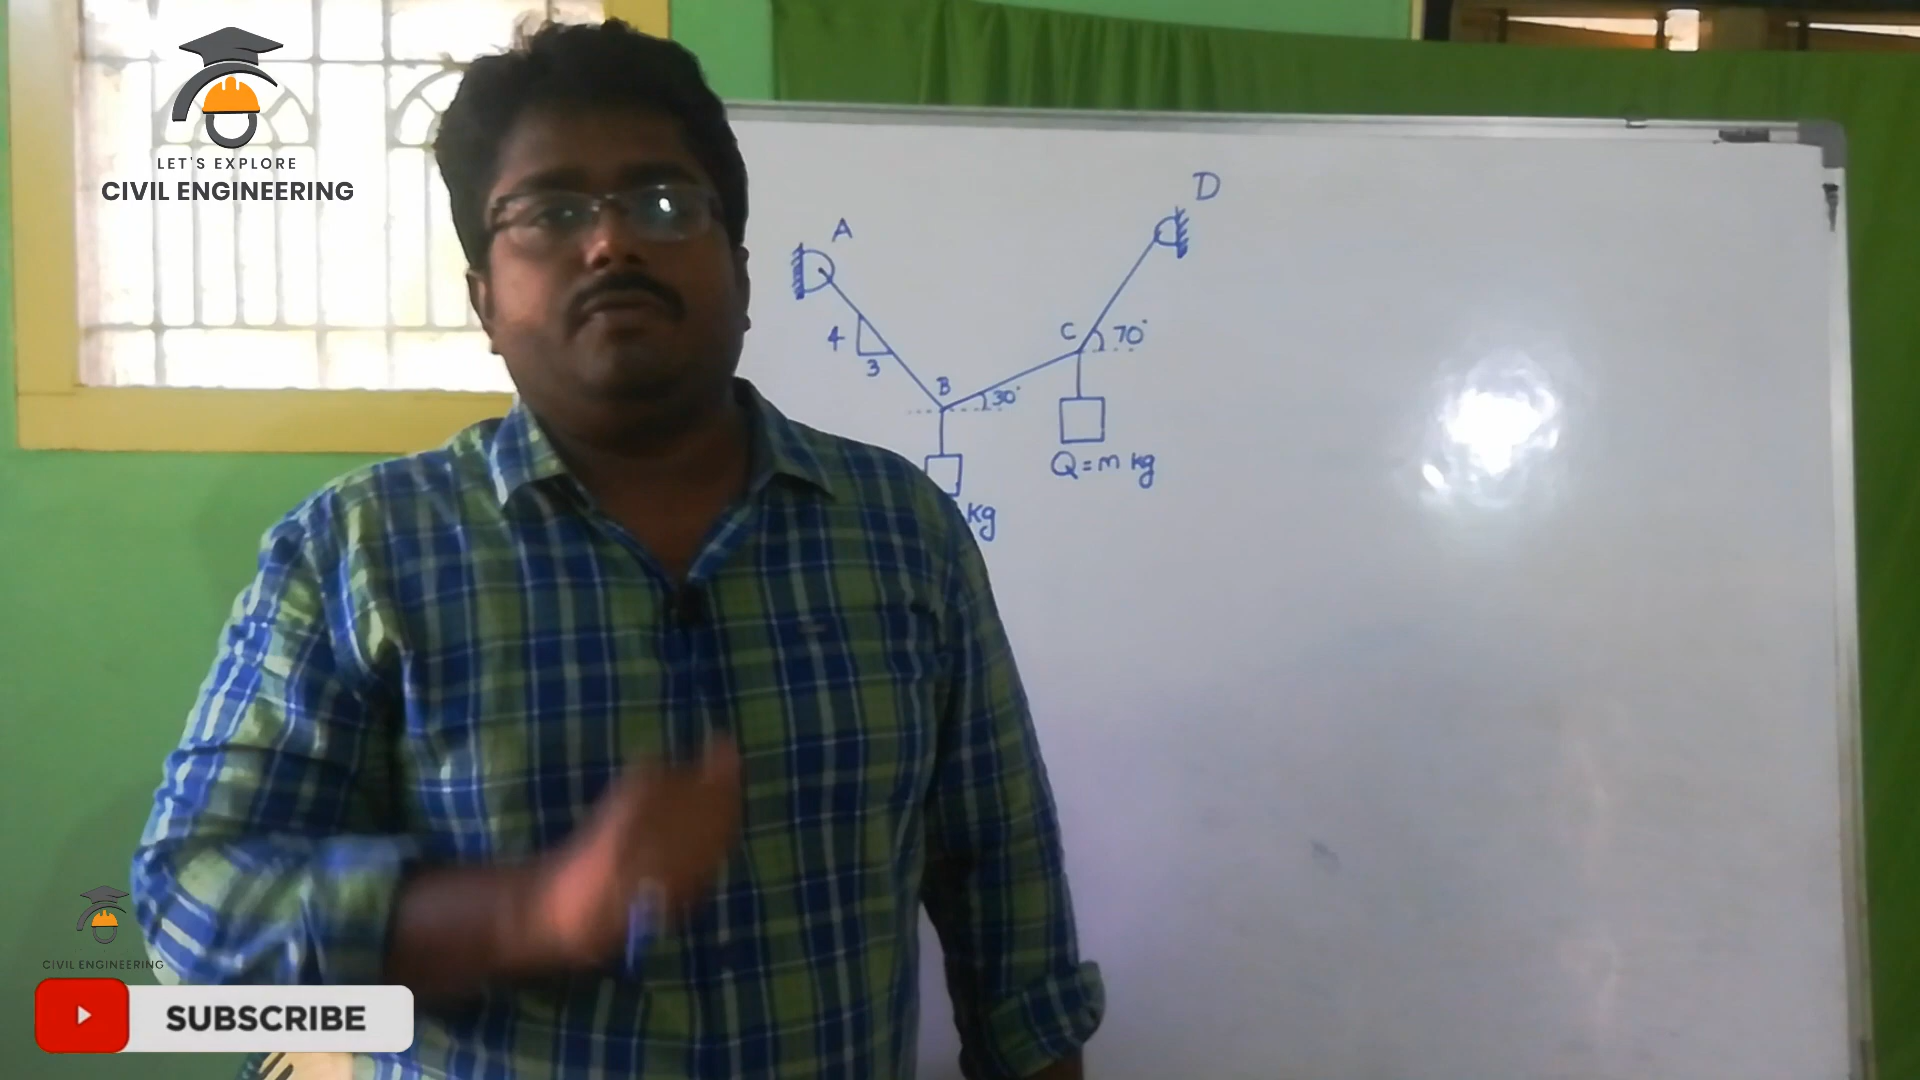 LET'S EXPLORE
CIVIL ENGINEERING
D
A
4
3
B
30°
C
70°
Q = m kg
kg
CIVIL ENGINEERING
SUBSCRIBE